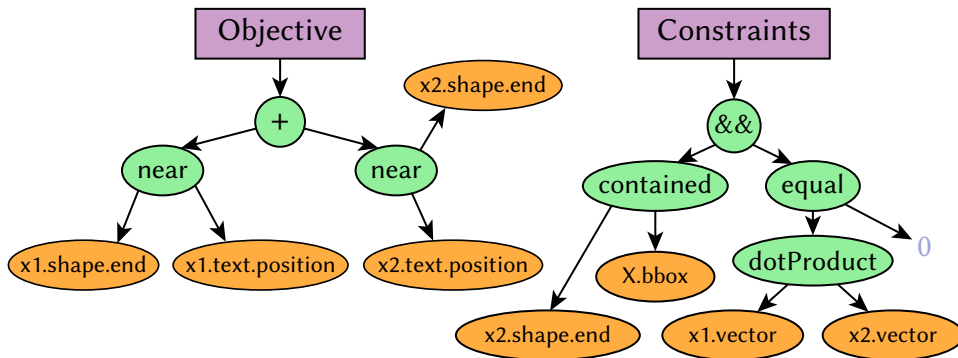 Objective
Constraints
x2.shape.end
+
&&
near
near
contained
equal
0
x1.shape.end
x1.text.position
x2.text.position
X.bbox
dotProduct
x2.shape.end
x1.vector
x2.vector